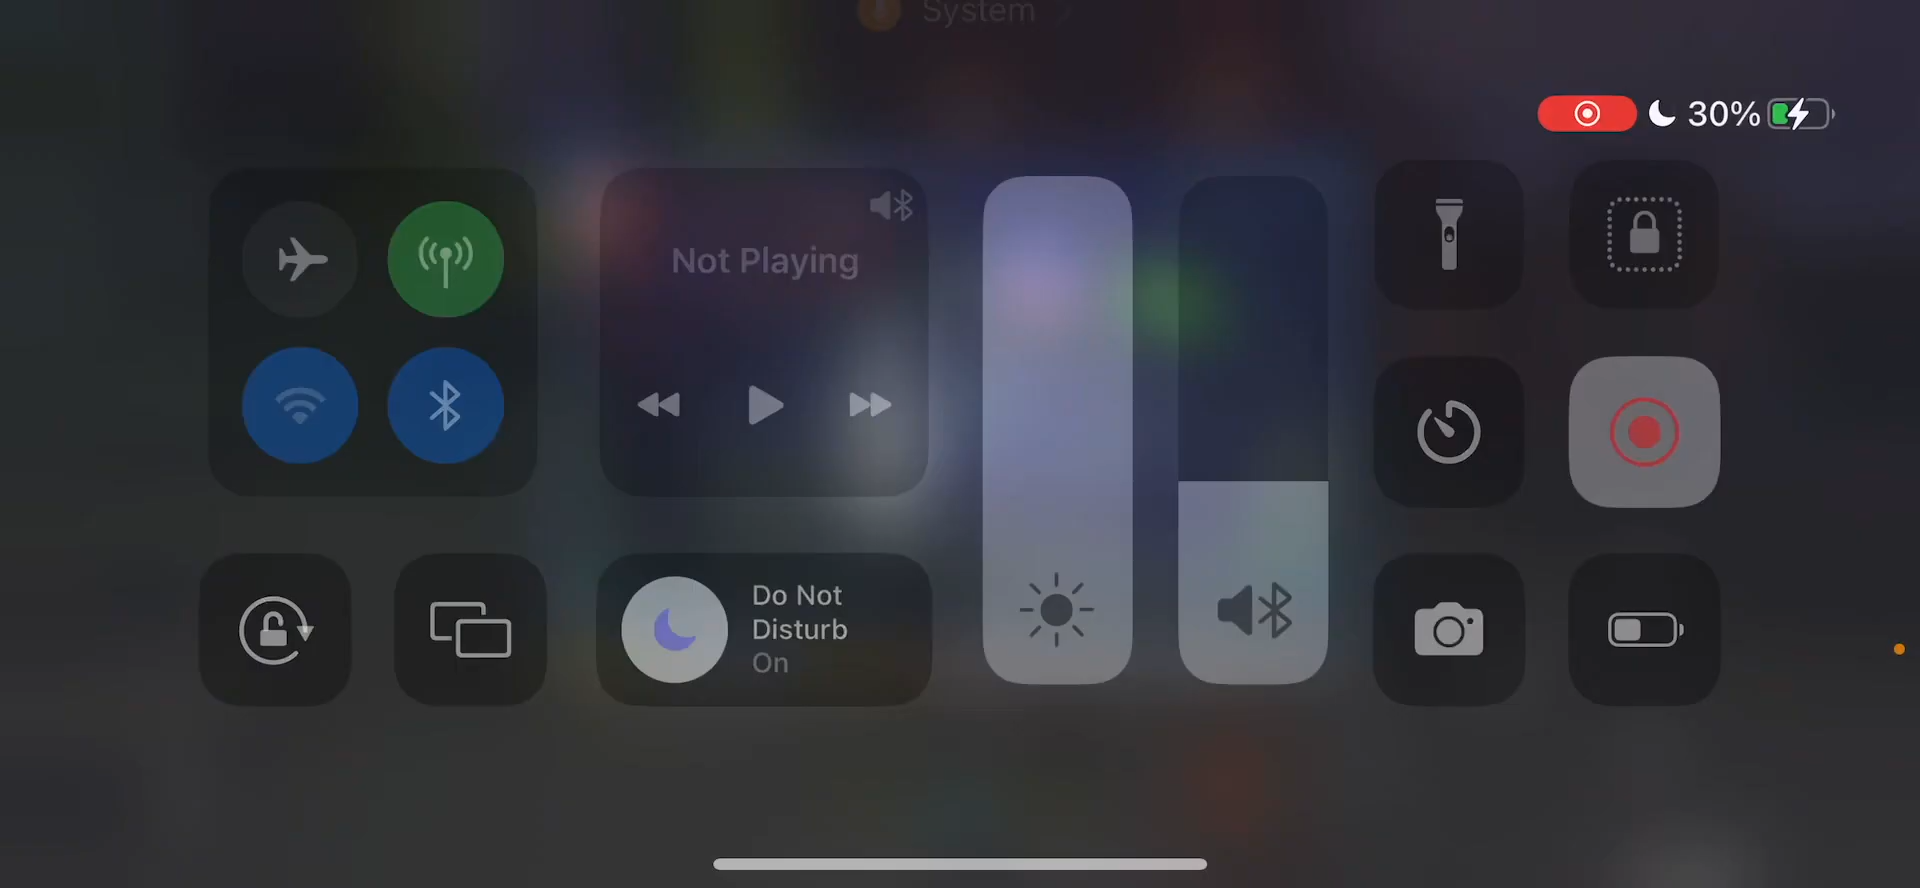 System
30%
Not Playing
Do Not
Disturb
On